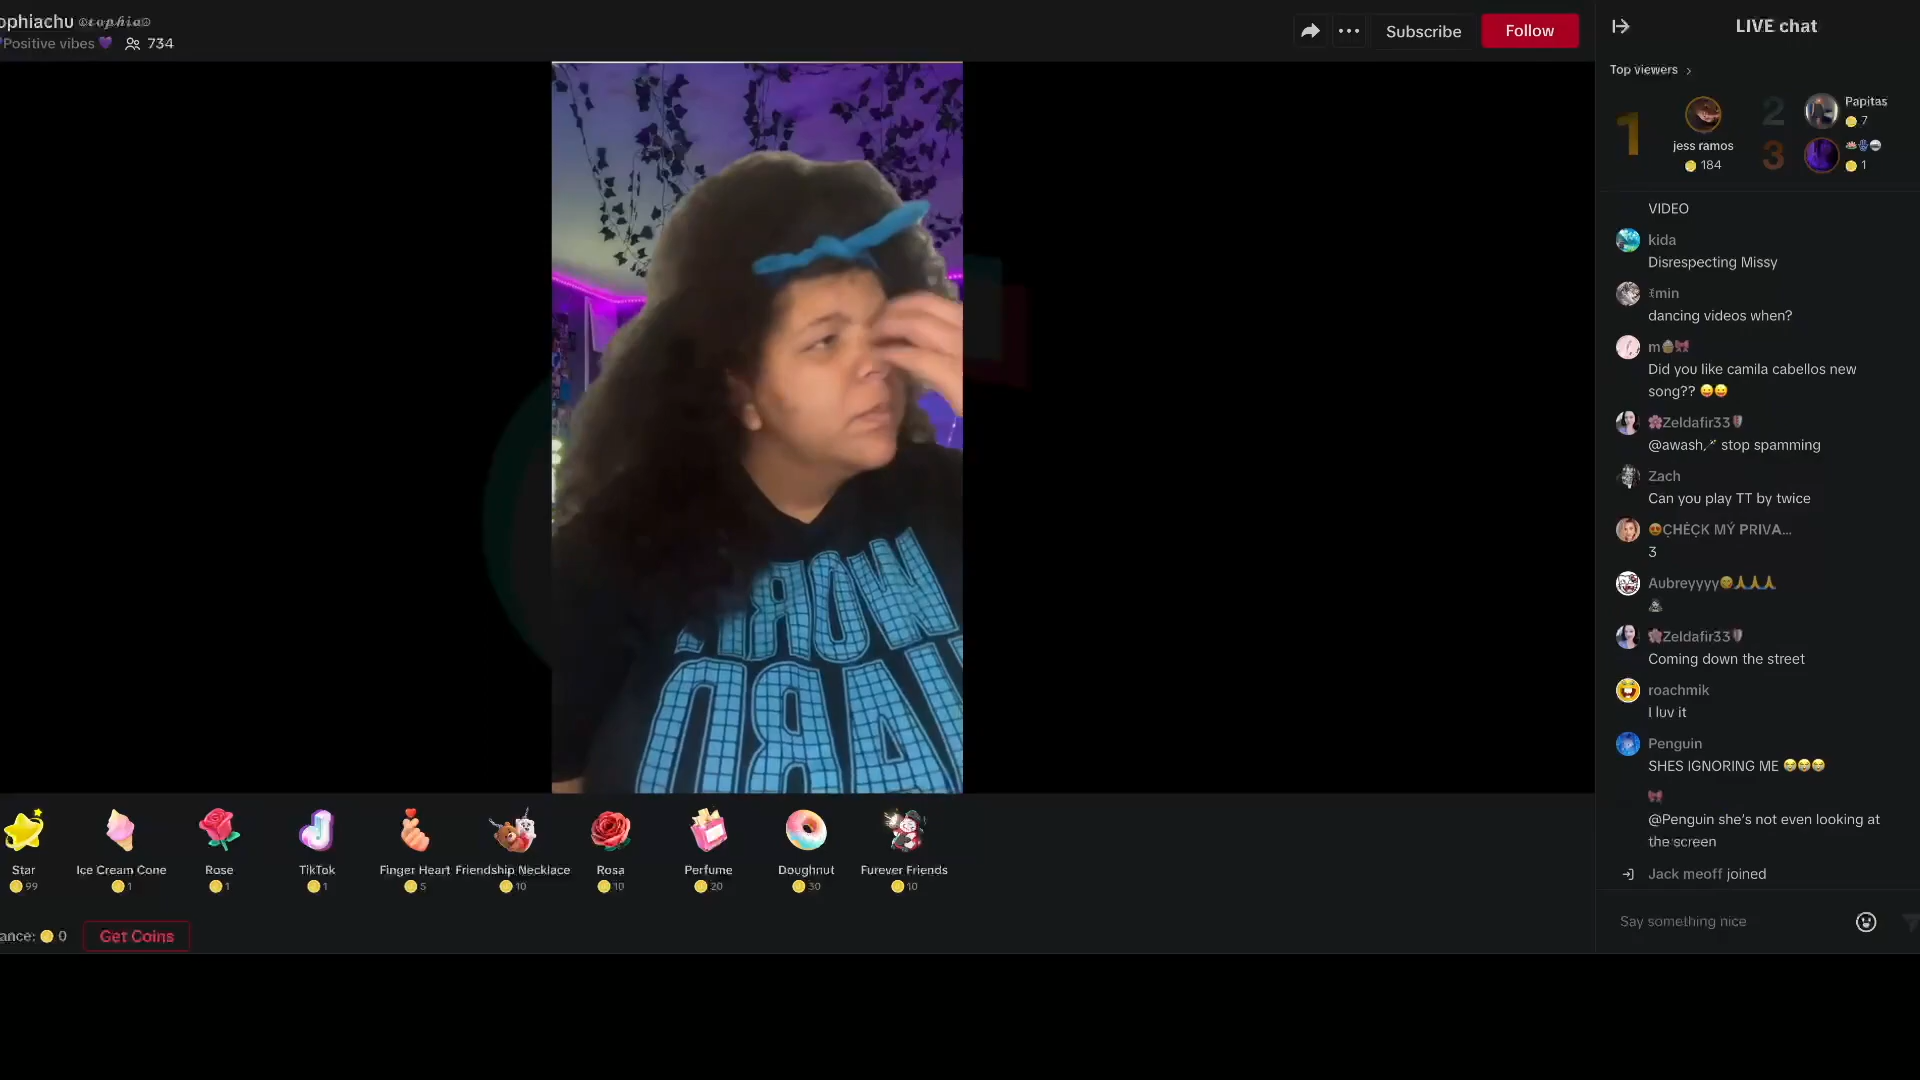 ophiachu
Positive vibes 💜 734
Subscribe
Follow
LIVE chat
Top viewers
1
jess ramos
184
2
Papitas
7
3
1
VIDEO
kida
Disrespecting Missy
min
dancing videos when?
m🧁🎀
Did you like camila cabellos new
song?? 😛😛
🌸Zeldafir33
@awash stop spamming
Zach
Can you play TT by twice
CHECK MÝ PRIVA...
3
Aubreyyyy🙏🙏🙏
🌸Zeldafir33
Coming down the street
roachmik
I luv it
Penguin
SHES IGNORING ME 😭😭😭
🎀
@Penguin she's not even looking at
the screen
Jack meoff joined
Say something nice
WORK
HARD
Star
99
Ice Cream Cone
1
Rose
1
TikTok
1
Finger Heart
5
Friendship Necklace
10
Rosa
10
Perfume
20
Doughnut
30
Furever Friends
10
ance: 0
Get Coins